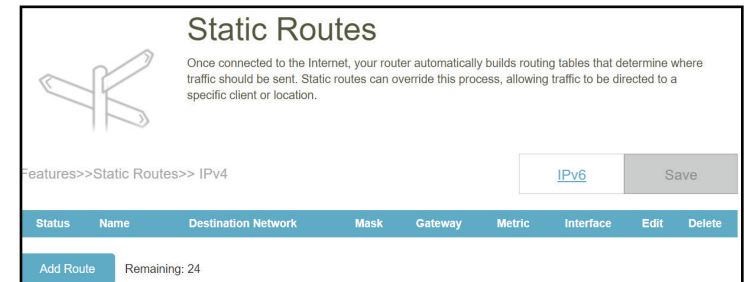 Static Routes
Once connected to the Internet, your router automatically builds routing tables that determine where
traffic should be sent. Static routes can override this process, allowing traffic to be directed to a
specific client or location.
Features>>Static Routes>> IPv4
IPv6
Save
Status Name Destination Network Mask Gateway Metric Interface Edit Delete
Add Route Remaining: 24